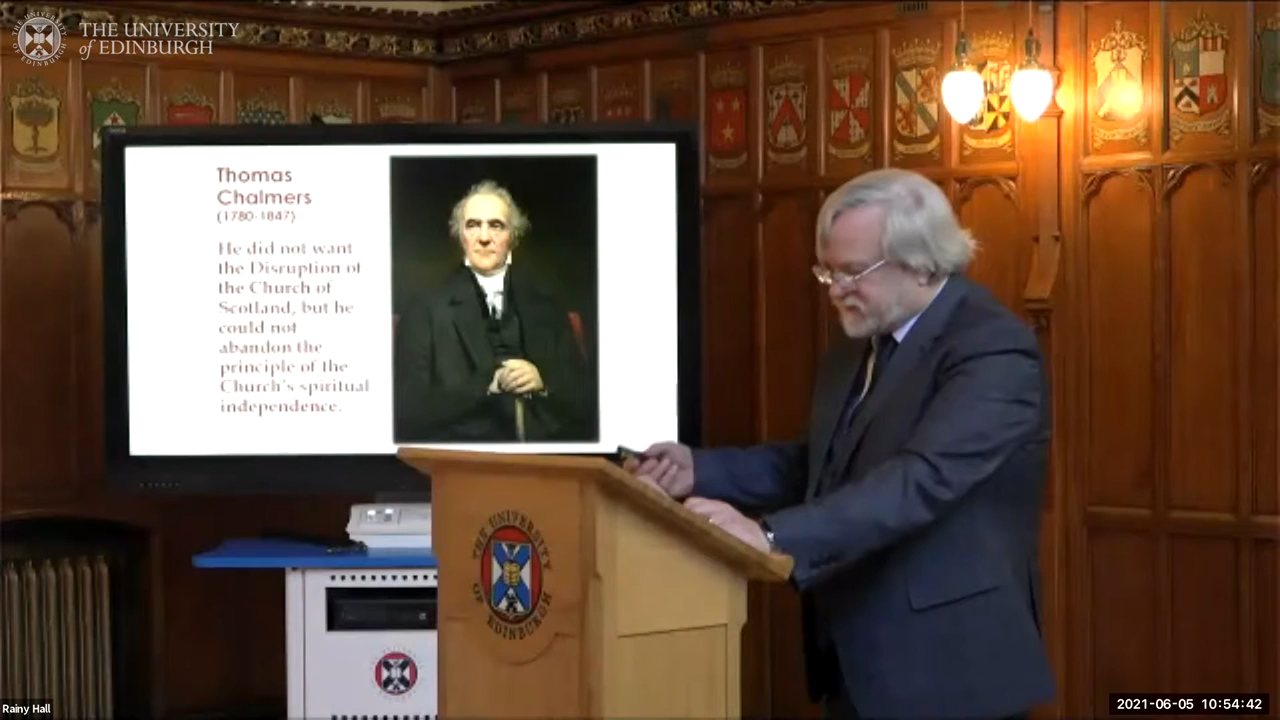 THE UNIVERSITY
of EDINBURGH
Thomas
Chalmers
(1780-1847)
He did not want
the Disruption of
the Church of
Scotland, but he
could not
abandon the
principle of the
Church's spiritual
independence.
THE UNIVERSITY
OF EDINBURGH
Rainy Hall
2021-06-05 10:54:42